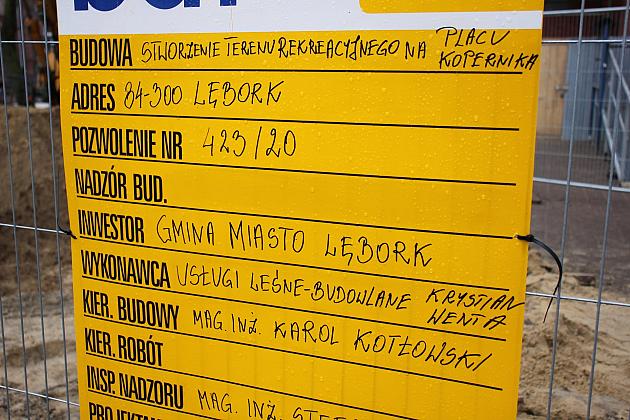 BUDOWA STWORZENIE TERENU REKREACYJNEGO NA PLACU KOPERNIKA
ADRES 84-300 LĘBORK
POZWOLENIE NR 423/20
NADZÓR BUD.
INWESTOR GMINA MIASTO LĘBORK
WYKONAWCA USŁUGI LEŚNE-BUDOWLANE KRYSTIAN WENTA
KIER. BUDOWY MAG. INŻ. KAROL KOTŁOWSKI
KIER. ROBÓT
INSP. NADZORU MAG. INŻ.